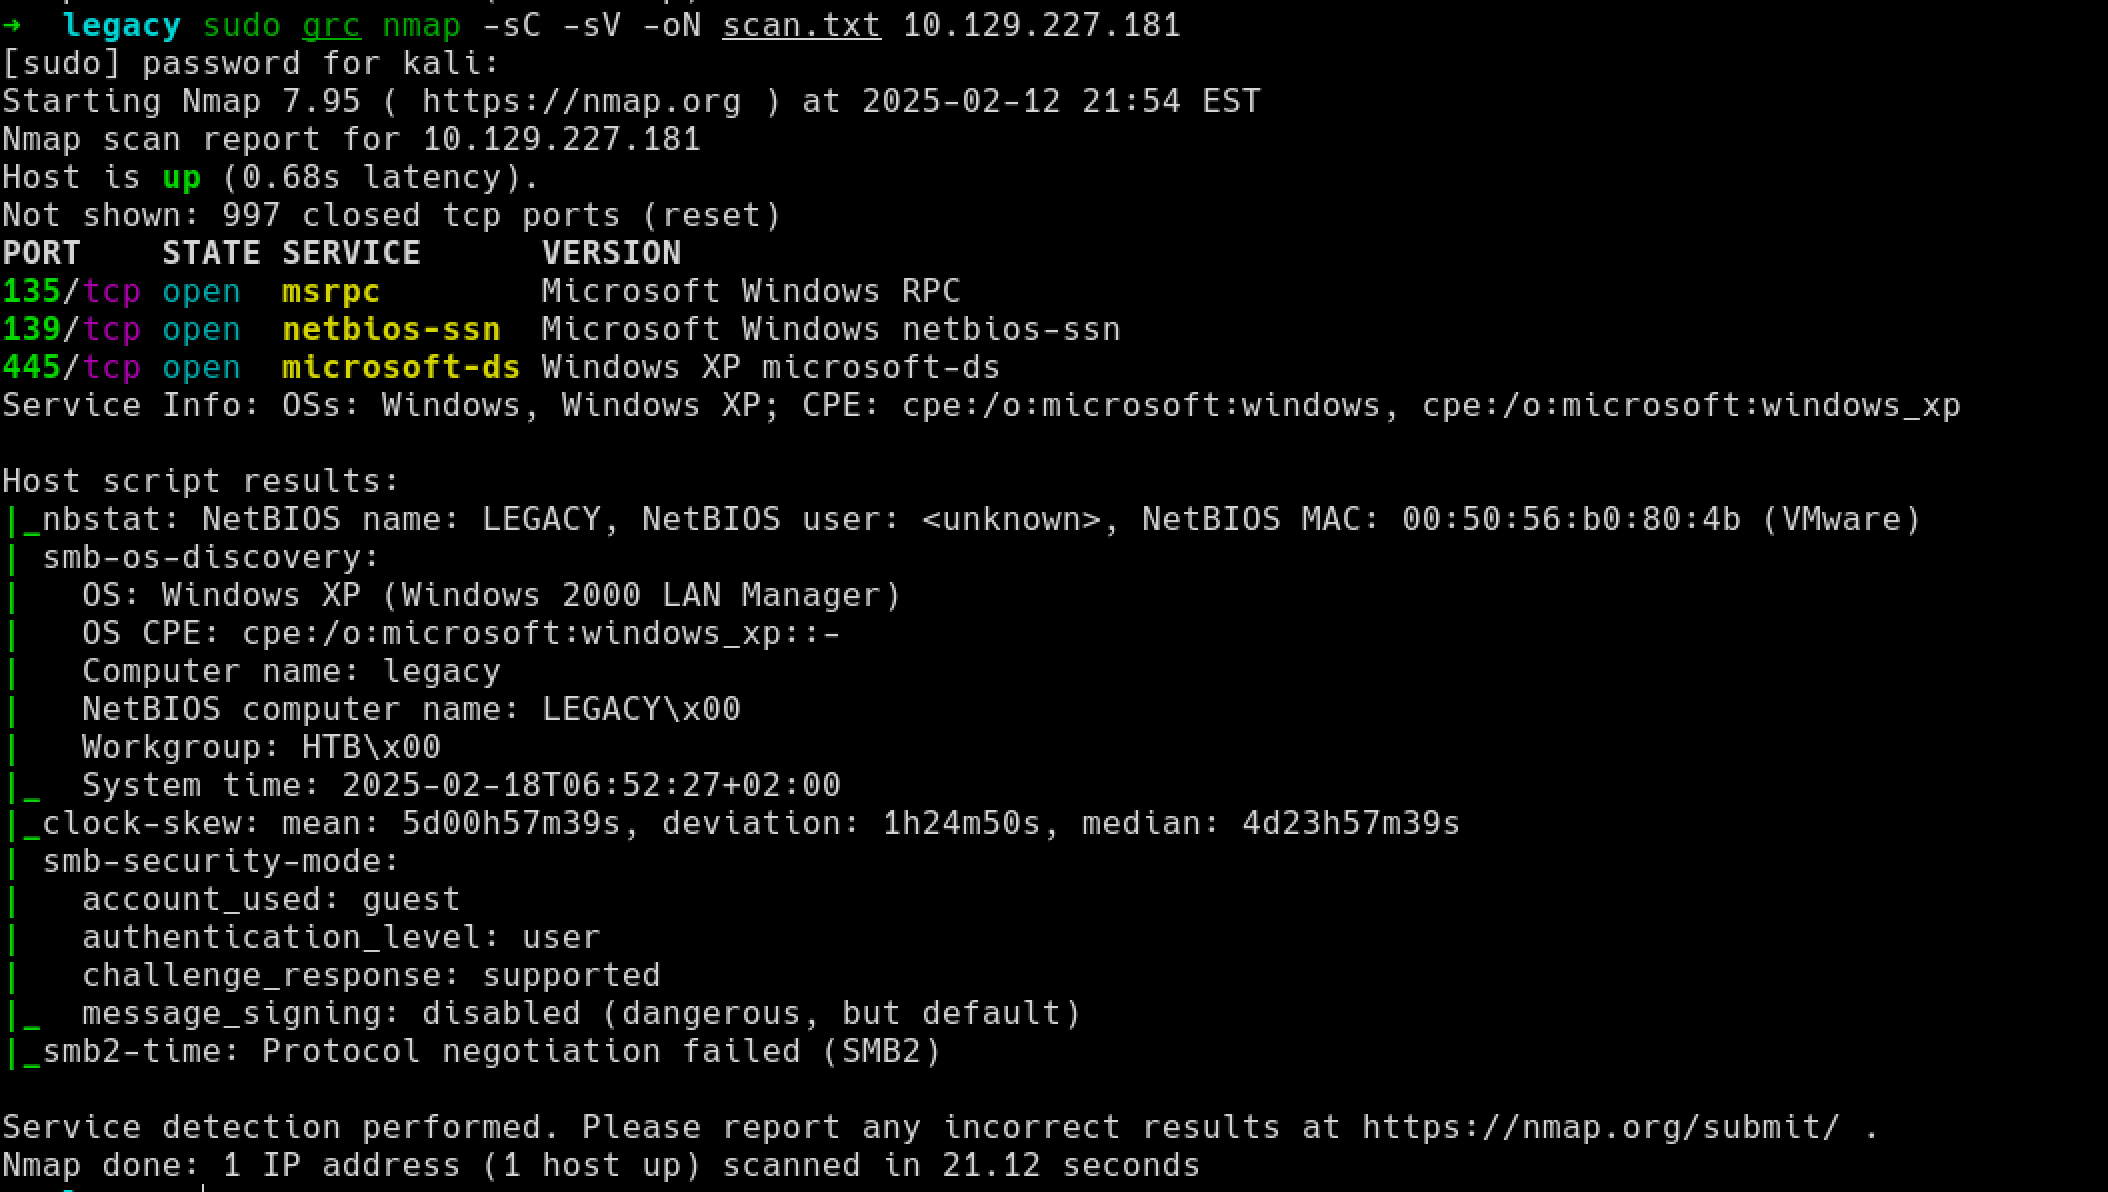 ➜  legacy sudo grc nmap -sC -sV -oN scan.txt 10.129.227.181
[sudo] password for kali:
Starting Nmap 7.95 ( https://nmap.org ) at 2025-02-12 21:54 EST
Nmap scan report for 10.129.227.181
Host is up (0.68s latency).
Not shown: 997 closed tcp ports (reset)
PORT    STATE SERVICE      VERSION
135/tcp open  msrpc        Microsoft Windows RPC
139/tcp open  netbios-ssn  Microsoft Windows netbios-ssn
445/tcp open  microsoft-ds Windows XP microsoft-ds
Service Info: OSs: Windows, Windows XP; CPE: cpe:/o:microsoft:windows, cpe:/o:microsoft:windows_xp

Host script results:
|_nbstat: NetBIOS name: LEGACY, NetBIOS user: <unknown>, NetBIOS MAC: 00:50:56:b0:80:4b (VMware)
| smb-os-discovery:
|   OS: Windows XP (Windows 2000 LAN Manager)
|   OS CPE: cpe:/o:microsoft:windows_xp::-
|   Computer name: legacy
|   NetBIOS computer name: LEGACY\x00
|   Workgroup: HTB\x00
|_  System time: 2025-02-18T06:52:27+02:00
|_clock-skew: mean: 5d00h57m39s, deviation: 1h24m50s, median: 4d23h57m39s
| smb-security-mode:
|   account_used: guest
|   authentication_level: user
|   challenge_response: supported
|_  message_signing: disabled (dangerous, but default)
|_smb2-time: Protocol negotiation failed (SMB2)

Service detection performed. Please report any incorrect results at https://nmap.org/submit/ .
Nmap done: 1 IP address (1 host up) scanned in 21.12 seconds